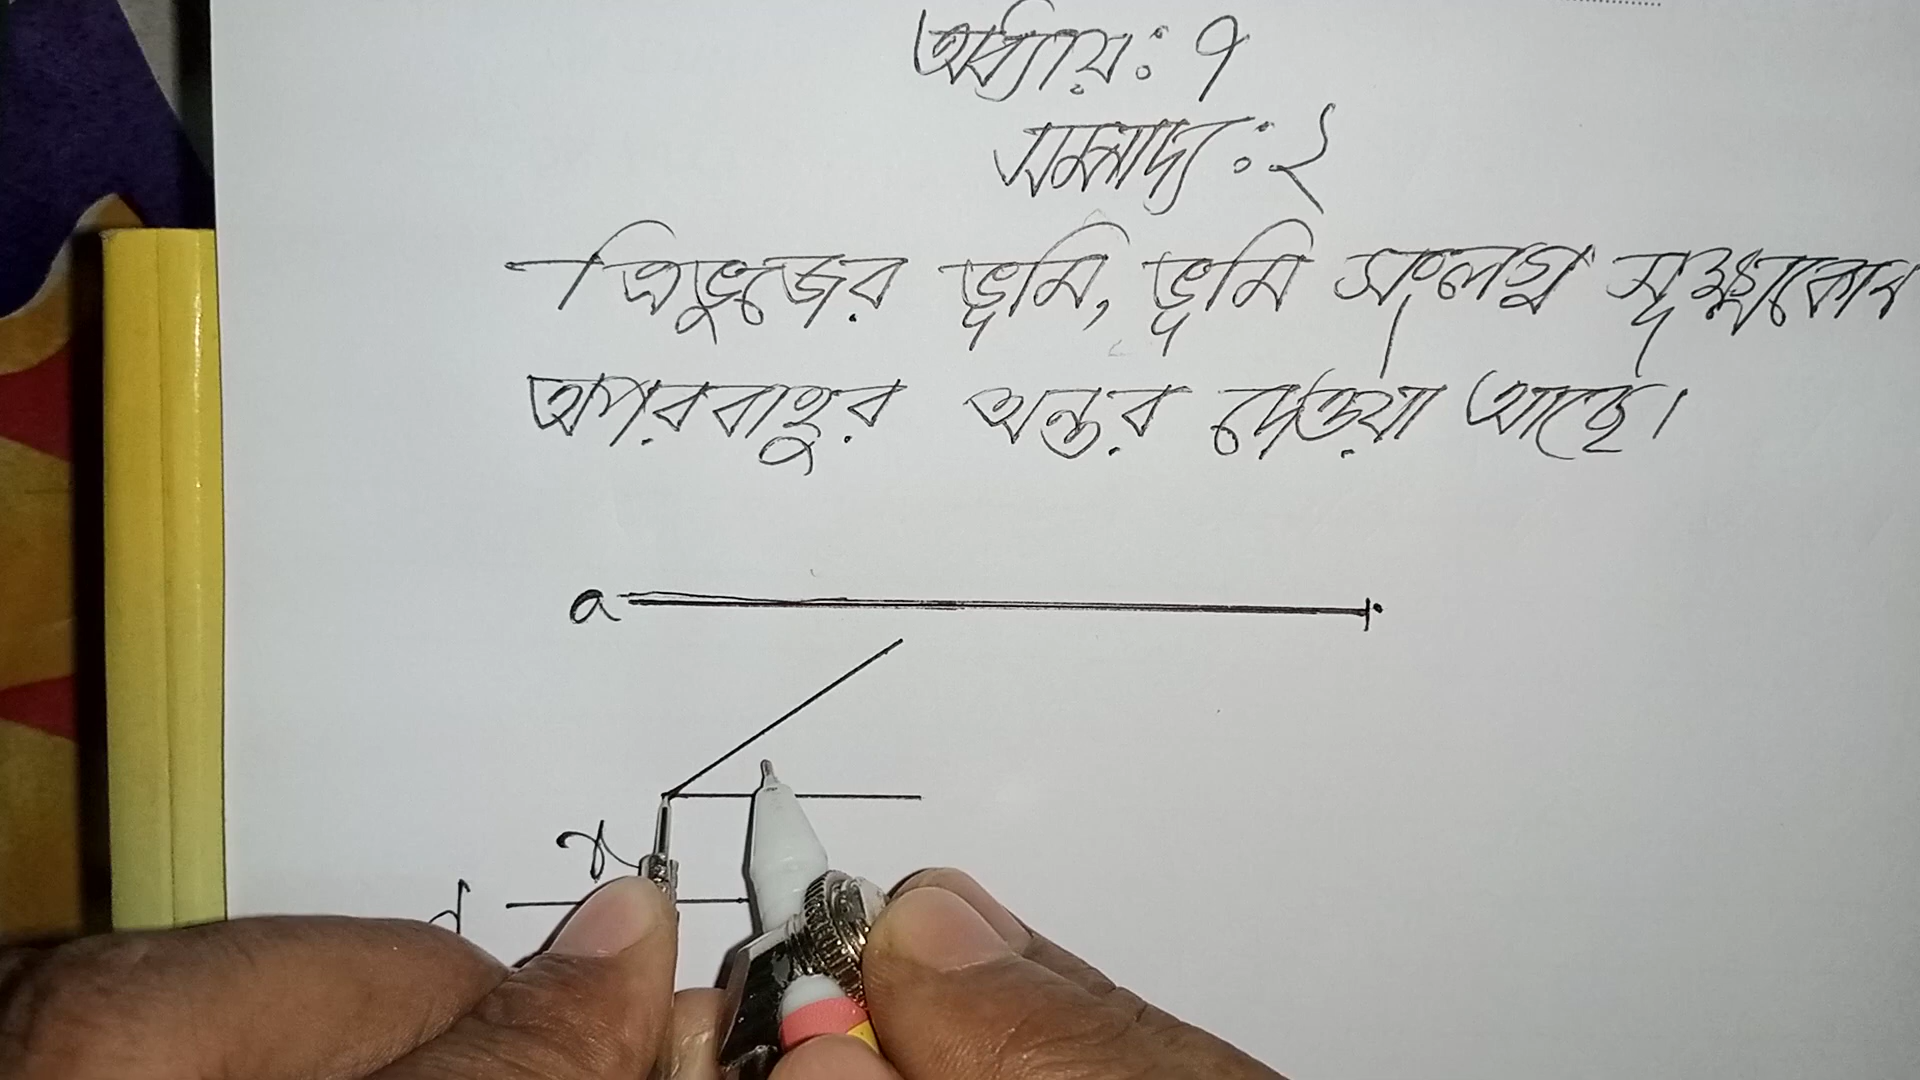 অধ্যায়: ৭
সম্পাদ্য: ২
ত্রিভুজের ভূমি, ভূমি সংলগ্ন সূক্ষ্মকোন
অপরবাহুর অন্তর দেওয়া আছে।
a
x
d